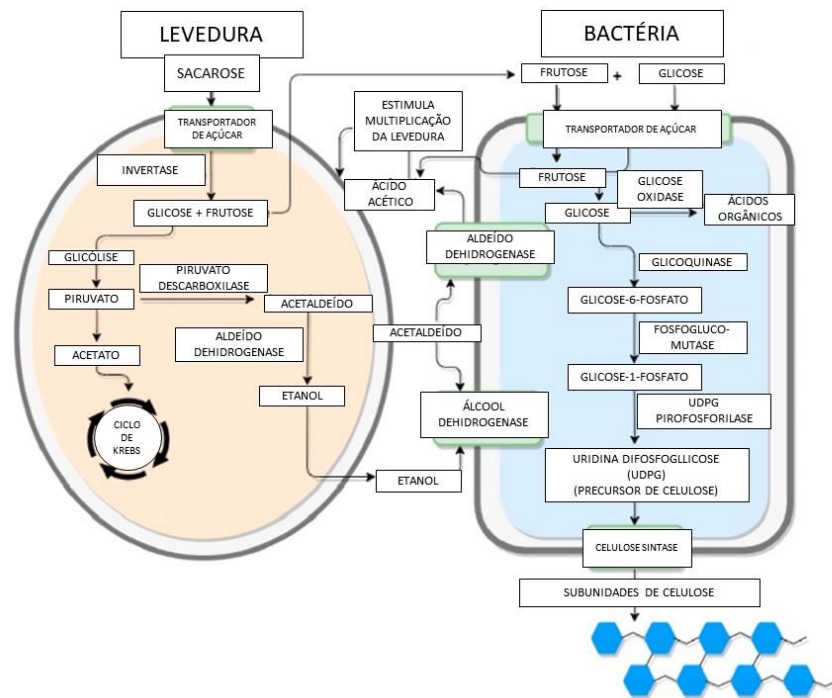 LEVEDURA
SACAROSE
TRANSPORTADOR
DE AÇÚCAR
INVERTASE
GLICOSE + FRUTOSE
GLICÓLISE
PIRUVATO
PIRUVATO
DESCARBOXILASE
ACETALDEÍDO
ACETATO
ALDEÍDO
DEHIDROGENASE
ETANOL
CICLO
DE
KREBS
ESTIMULA
MULTIPLICAÇÃO
DA LEVEDURA
ÁCIDO
ACÉTICO
ALDEÍDO
DEHIDROGENASE
ACETALDEÍDO
ÁLCOOL
DEHIDROGENASE
ETANOL
BACTÉRIA
FRUTOSE + GLICOSE
TRANSPORTADOR DE AÇÚCAR
FRUTOSE
GLICOSE
GLICOSE
OXIDASE
ÁCIDOS
ORGÂNICOS
GLICOQUINASE
GLICOSE-6-FOSFATO
FOSFOGLUCO-
MUTASE
GLICOSE-1-FOSFATO
UDPG
PIROFOSFORILASE
URIDINA DIFOSFOGLLICOSE
(UDPG)
(PRECURSOR DE CELULOSE)
CELULOSE SINTASE
SUBUNIDADES DE CELULOSE